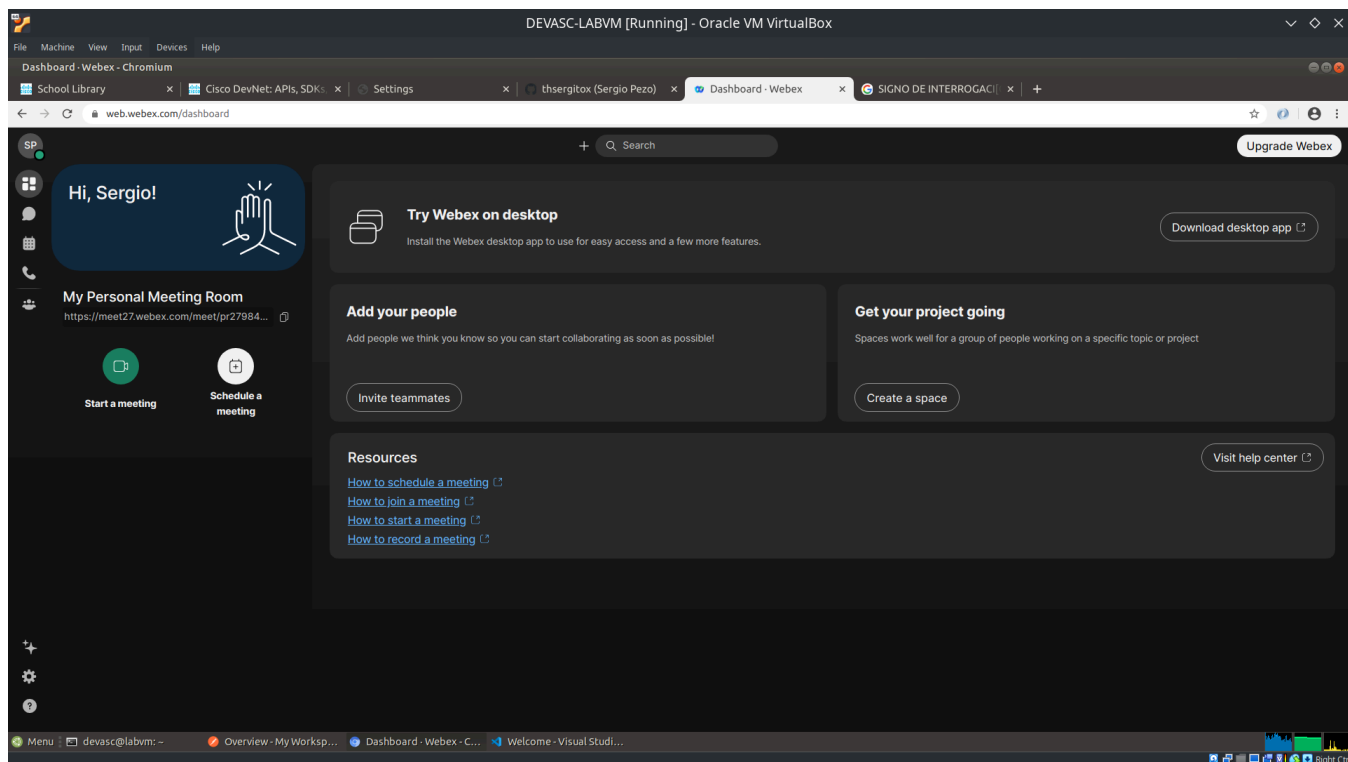 DEVASC-LABVM [Running] - Oracle VM VirtualBox
File Machine View Input Devices Help
Dashboard · Webex - Chromium
School Library
Cisco DevNet: APIs, SDKs,
Settings
thsergitox (Sergio Pezo)
Dashboard · Webex
SIGNO DE INTERROGACI
web.webex.com/dashboard
SP
Search
Upgrade Webex
Hi, Sergio!
My Personal Meeting Room
https://meet27.webex.com/meet/pr27984...
Start a meeting
Schedule a
meeting
Try Webex on desktop
Install the Webex desktop app to use for easy access and a few more features.
Download desktop app
Add your people
Add people we think you know so you can start collaborating as soon as possible!
Invite teammates
Get your project going
Spaces work well for a group of people working on a specific topic or project
Create a space
Resources
Visit help center
How to schedule a meeting
How to join a meeting
How to start a meeting
How to record a meeting
Menu
devasc@labvm: ~
Overview - My Worksp...
Dashboard - Webex - C...
Welcome - Visual Studi...
Right Ctr